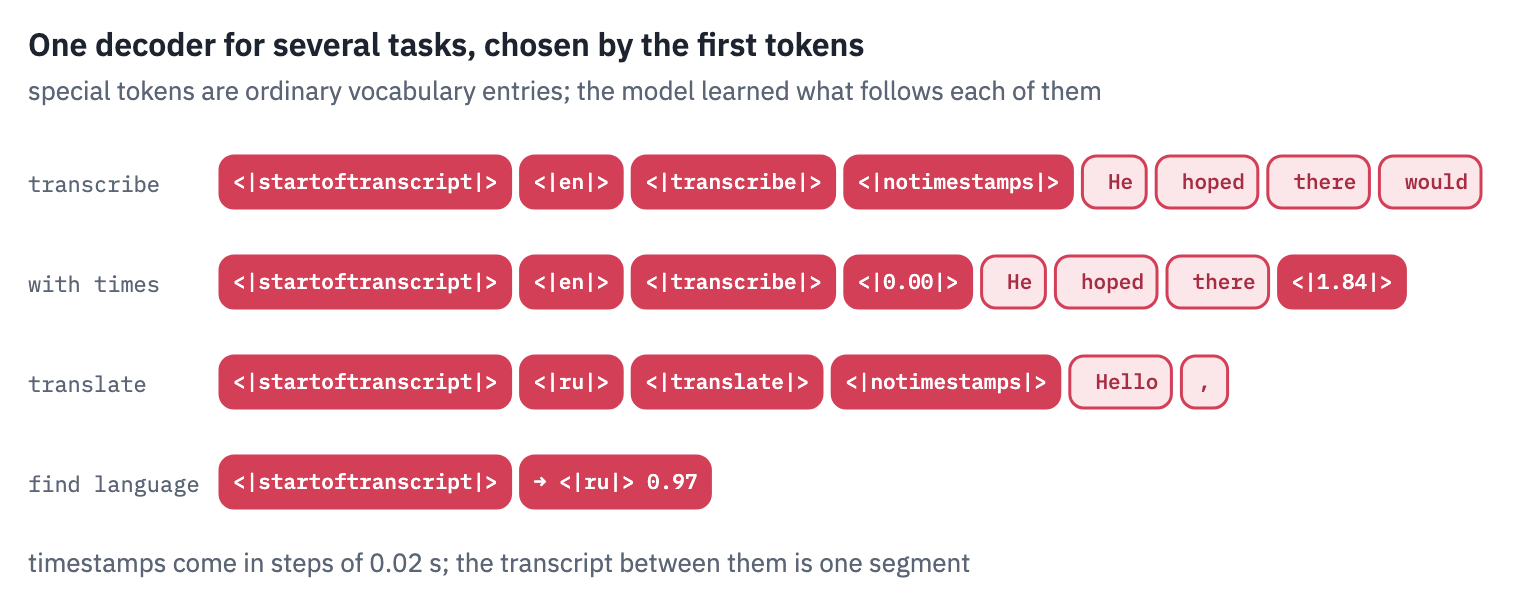 One decoder for several tasks, chosen by the first tokens
special tokens are ordinary vocabulary entries; the model learned what follows each of them
transcribe <|startoftranscript|> <|en|> <|transcribe|> <|notimestamps|> He hoped there would
with times <|startoftranscript|> <|en|> <|transcribe|> <|0.00|> He hoped there <|1.84|>
translate <|startoftranscript|> <|ru|> <|translate|> <|notimestamps|> Hello ,
find language <|startoftranscript|> → <|ru|> 0.97
timestamps come in steps of 0.02 s; the transcript between them is one segment